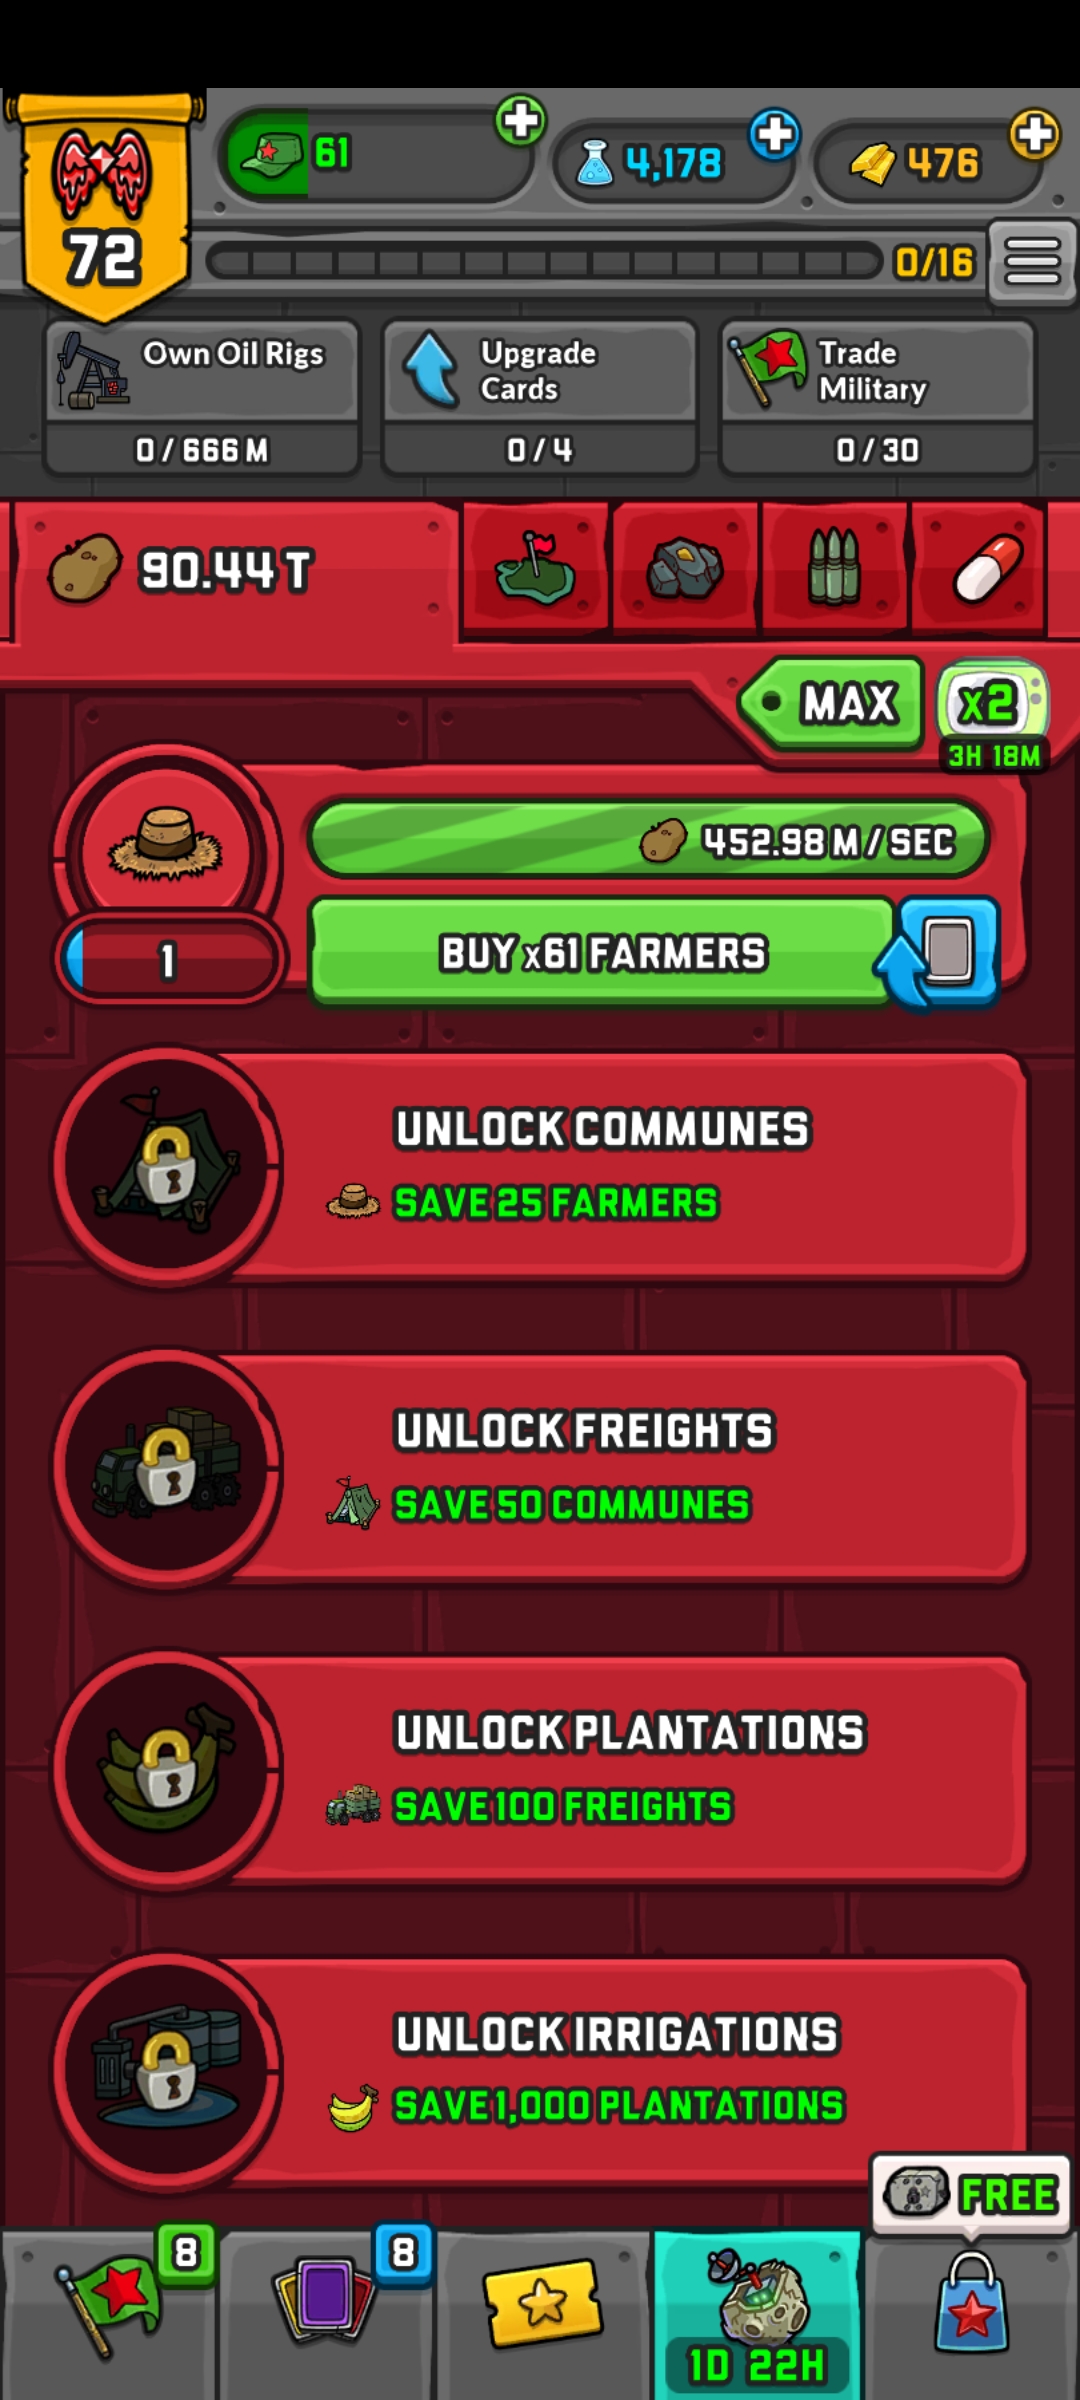 61
4,178
476
72
0/16
Own Oil Rigs
0 / 666 M
Upgrade
Cards
0 / 4
Trade
Military
0 / 30
90.44 T
MAX
x2
3H 18M
452.98 M / SEC
1
BUY x61 FARMERS
UNLOCK COMMUNES
SAVE 25 FARMERS
UNLOCK FREIGHTS
SAVE 50 COMMUNES
UNLOCK PLANTATIONS
SAVE 100 FREIGHTS
UNLOCK IRRIGATIONS
SAVE 1,000 PLANTATIONS
FREE
8
8
1D 22H